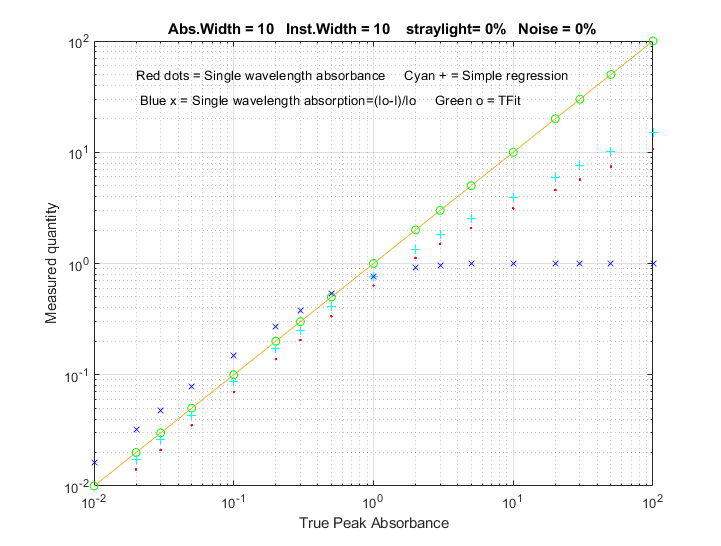 Abs.Width = 10   Inst.Width = 10    straylight= 0%   Noise = 0%
10^2
Red dots = Single wavelength absorbance     Cyan + = Simple regression
Blue x = Single wavelength absorption=(Io-I)/Io     Green o = TFit
10^1
10^0
10^-1
10^-2
Measured quantity
10^-2 10^-1 10^0 10^1 10^2
True Peak Absorbance